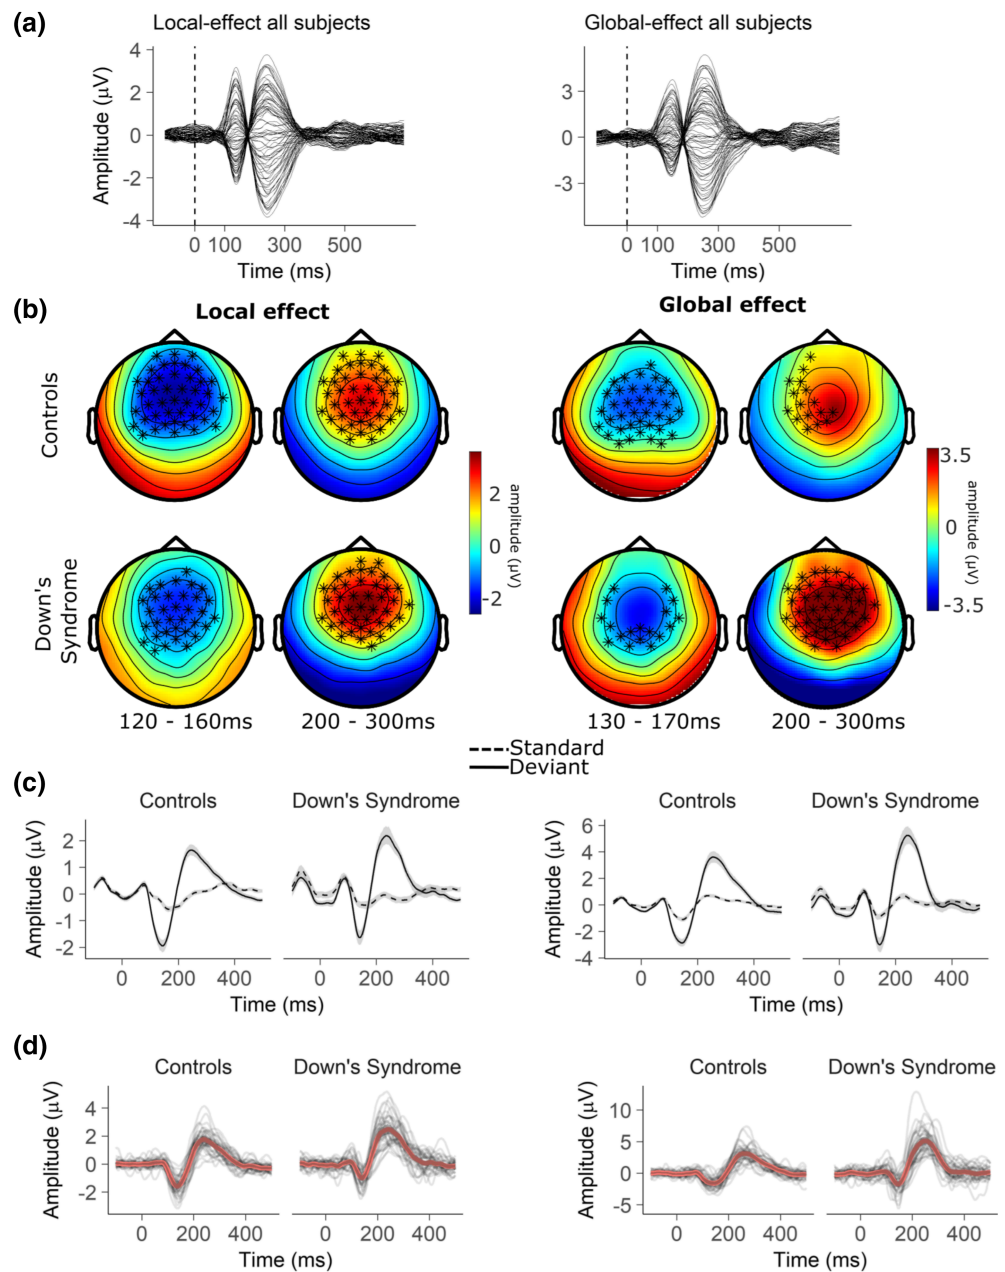 (a)
Local-effect all subjects
Global-effect all subjects
Amplitude (μV)
4
2
0
-2
-4
3
0
-3
0 100 300 500
0 100 300 500
Time (ms)
Time (ms)
(b)
Local effect
Global effect
Controls
Down's
Syndrome
2
0
-2
amplitude (μV)
3.5
0
-3.5
amplitude (μV)
120 - 160ms
200 - 300ms
130 - 170ms
200 - 300ms
Standard
Deviant
(c)
Controls
Down's Syndrome
Controls
Down's Syndrome
Amplitude (μV)
2
1
0
-1
-2
Amplitude (μV)
6
4
2
0
-2
-4
0 200 400
0 200 400
0 200 400
0 200 400
Time (ms)
Time (ms)
(d)
Controls
Down's Syndrome
Controls
Down's Syndrome
Amplitude (μV)
4
2
0
-2
Amplitude (μV)
10
5
0
-5
0 200 400
0 200 400
0 200 400
0 200 400
Time (ms)
Time (ms)